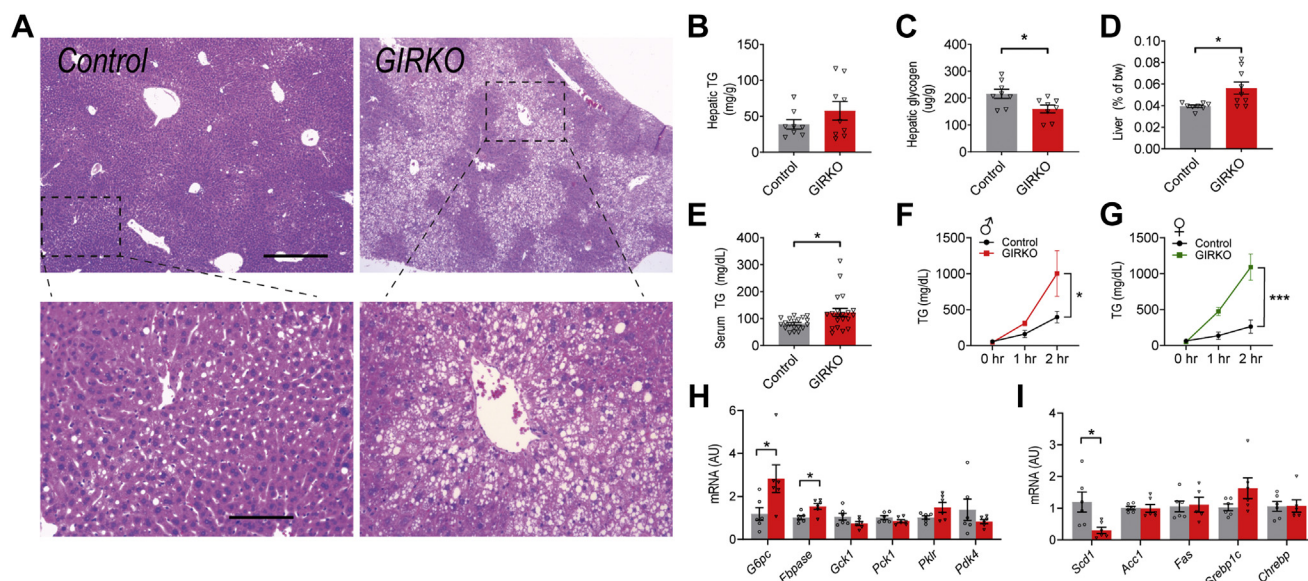 A
Control
GIRKO
B
Hepatic TG
(mg/g)
150
100
50
0
Control
GIRKO
C
Hepatic glycogen
(ug/g)
400
300
200
100
0
*
Control
GIRKO
D
Liver (% of bw)
0.10
0.08
0.06
0.04
0.02
0.00
*
Control
GIRKO
E
Serum TG (mg/dL)
400
300
200
100
0
*
Control
GIRKO
F
♂
Control
GIRKO
TG
(mg/dL)
1500
1000
500
0
*
0 hr 1 hr 2 hr
G
♀
Control
GIRKO
TG
(mg/dL)
1500
1000
500
0
***
0 hr 1 hr 2 hr
H
mRNA (AU)
6
4
2
0
*
*
G6pc Fbpase Gck1 Pck1 Pklr Pdk4
I
mRNA (AU)
4
3
2
1
0
*
Scd1 Acc1 Fas Srebp1c Chrebp